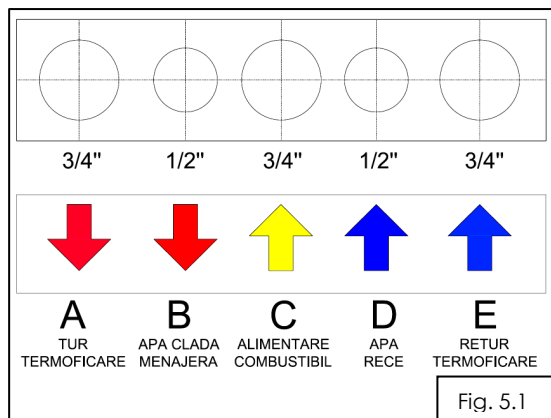 3/4" 1/2" 3/4" 1/2" 3/4"
A B C D E
TUR APA CLADA ALIMENTARE APA RETUR
TERMOFICARE MENAJERA COMBUSTIBIL RECE TERMOFICARE
Fig. 5.1